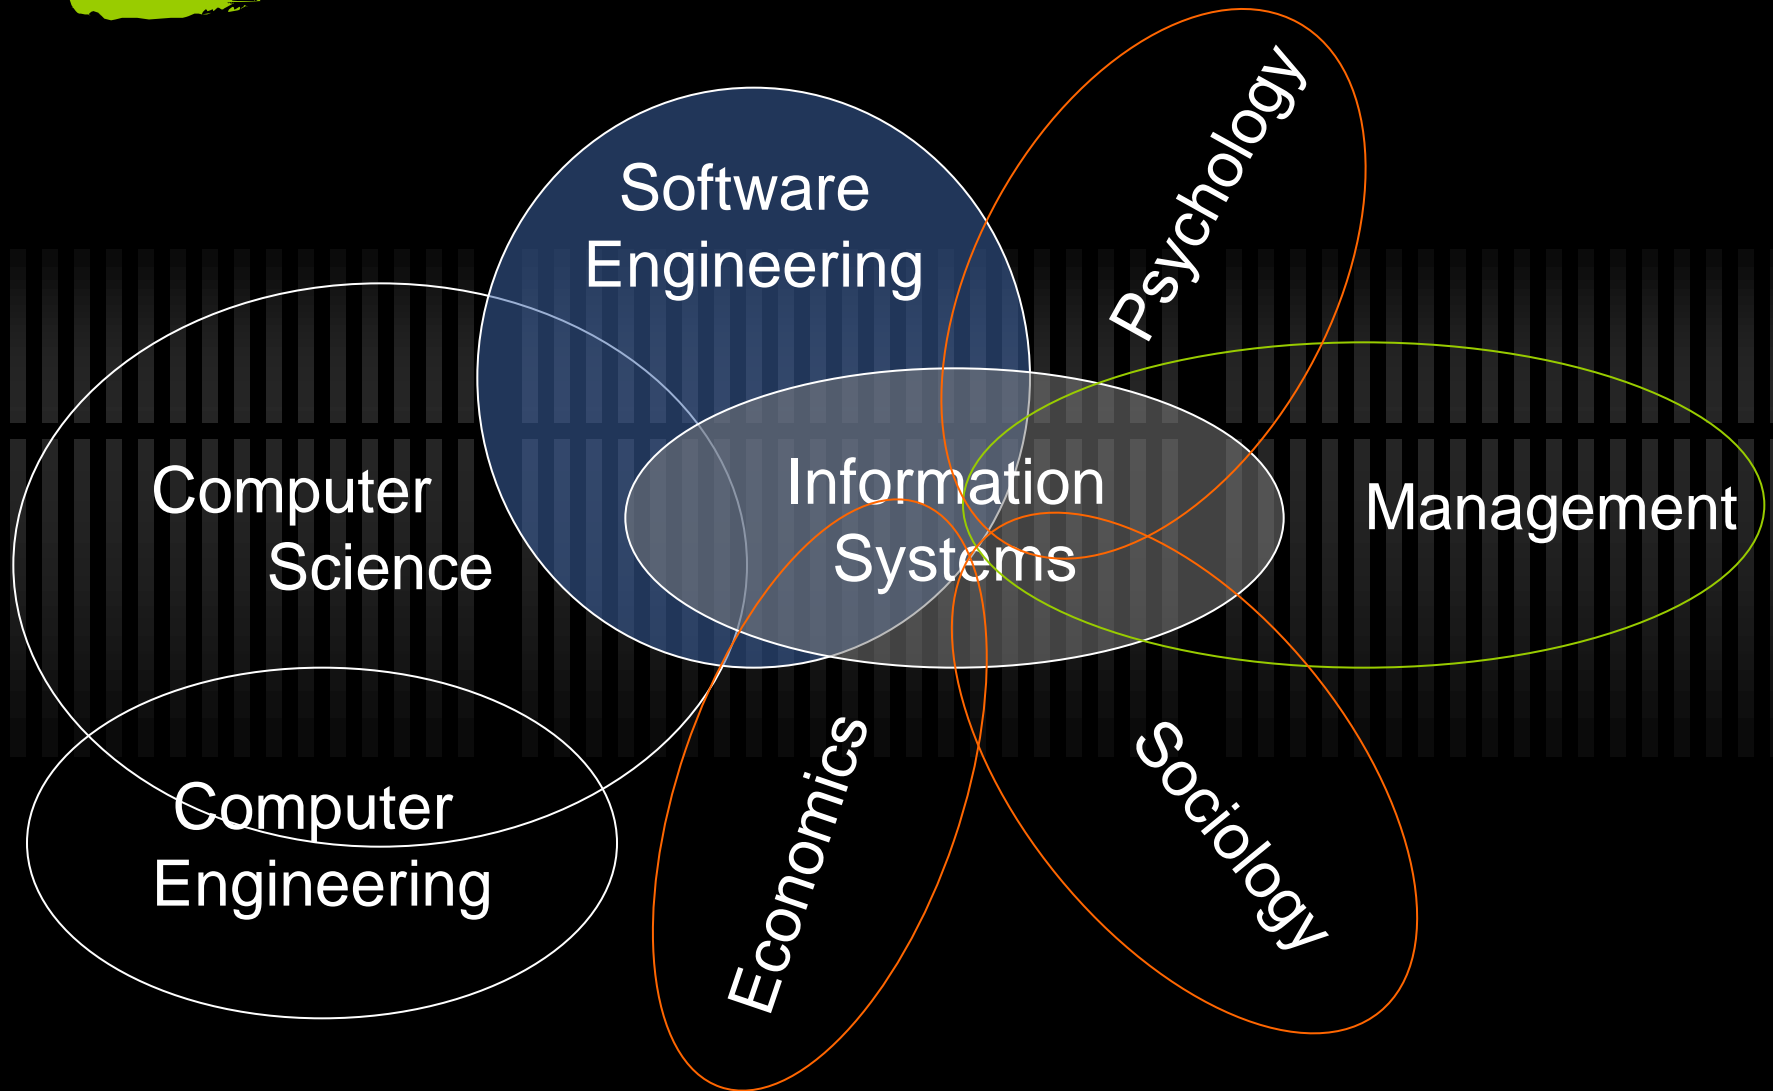 Psychology
Software
Engineering
Computer
Science
Information
Systems
Management
Computer
Engineering
Economics
Sociology